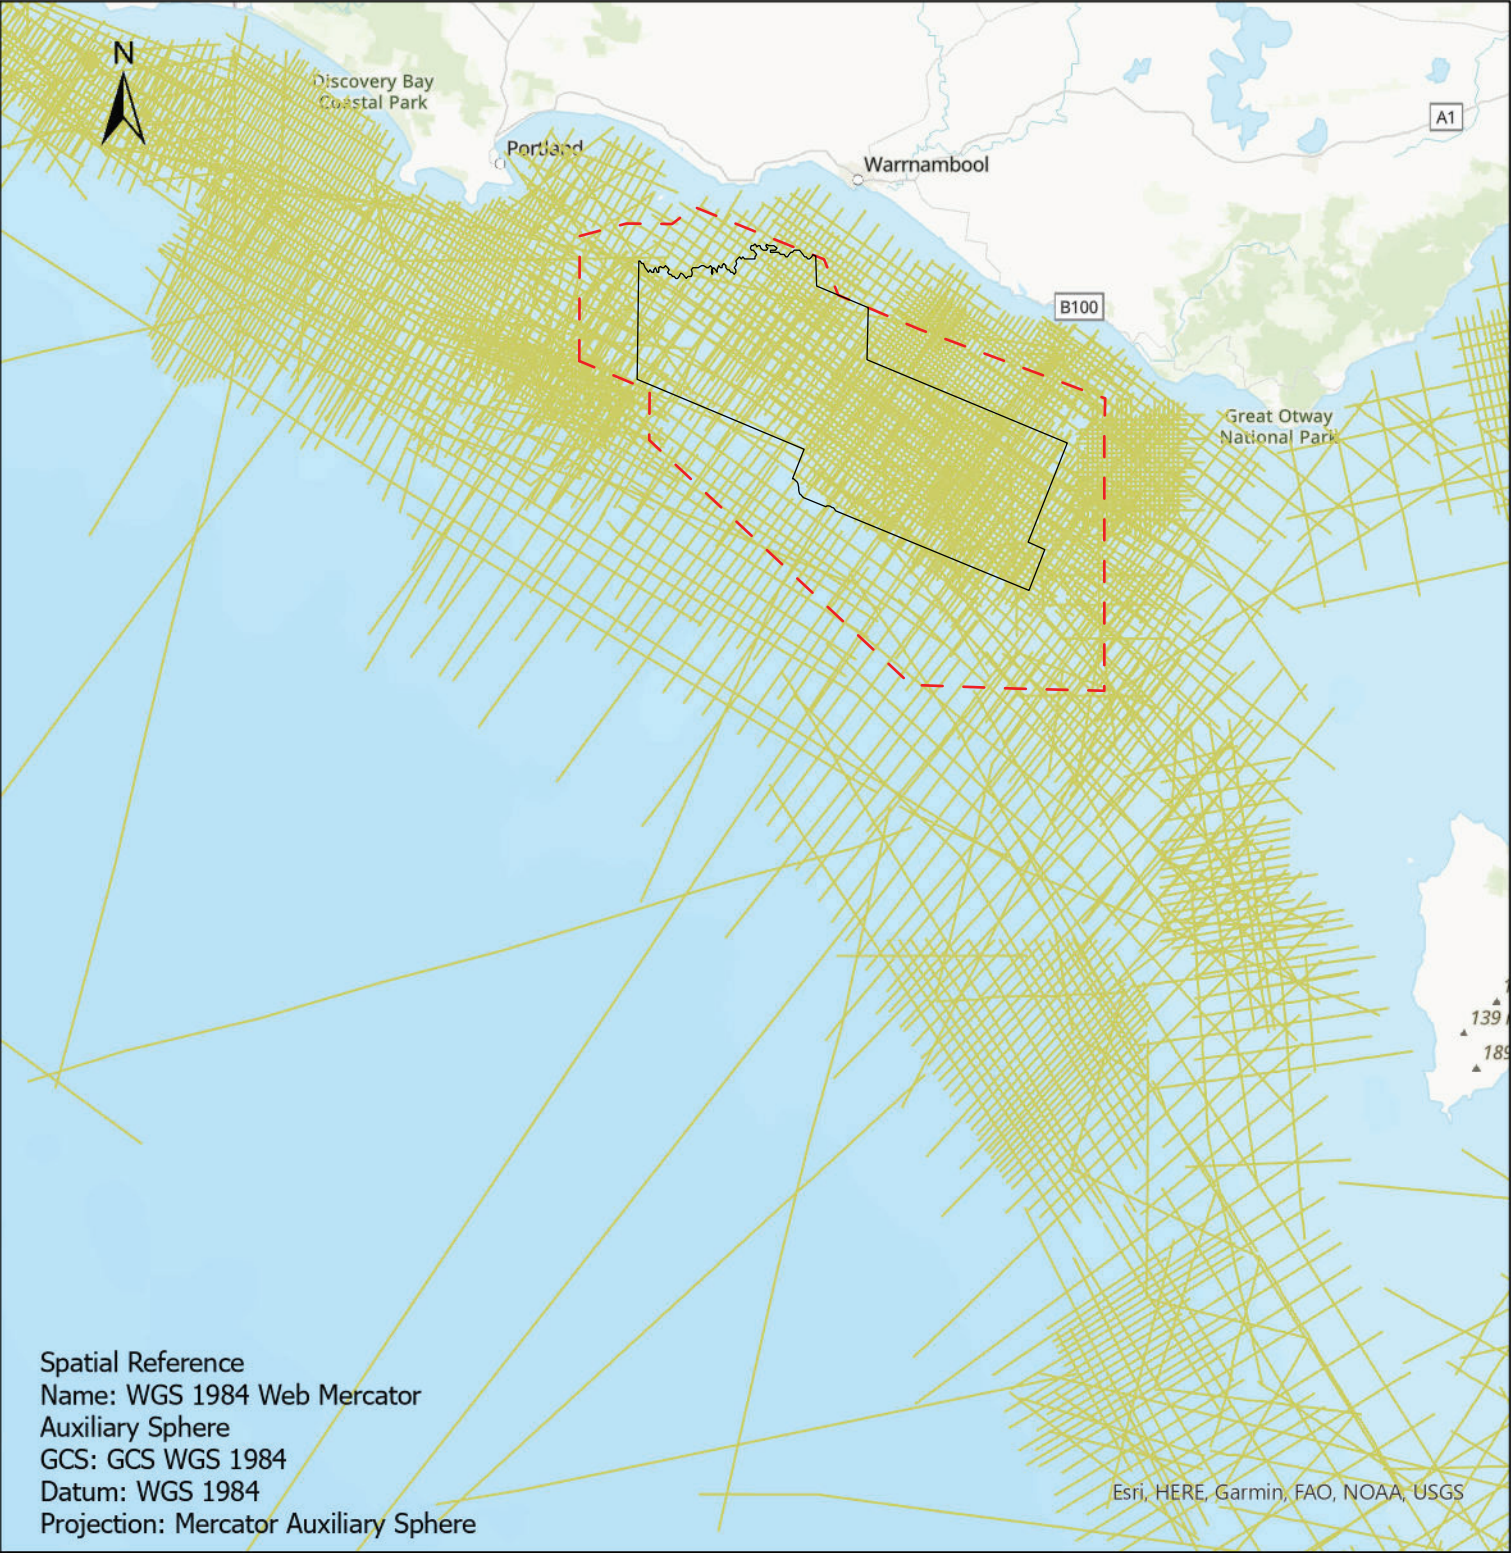 N
Discovery Bay
Coastal Park
Portland
Warrnambool
A1
B100
Great Otway
National Park
139
189
Spatial Reference
Name: WGS 1984 Web Mercator
Auxiliary Sphere
GCS: GCS WGS 1984
Datum: WGS 1984
Projection: Mercator Auxiliary Sphere
Esri, HERE, Garmin, FAO, NOAA, USGS